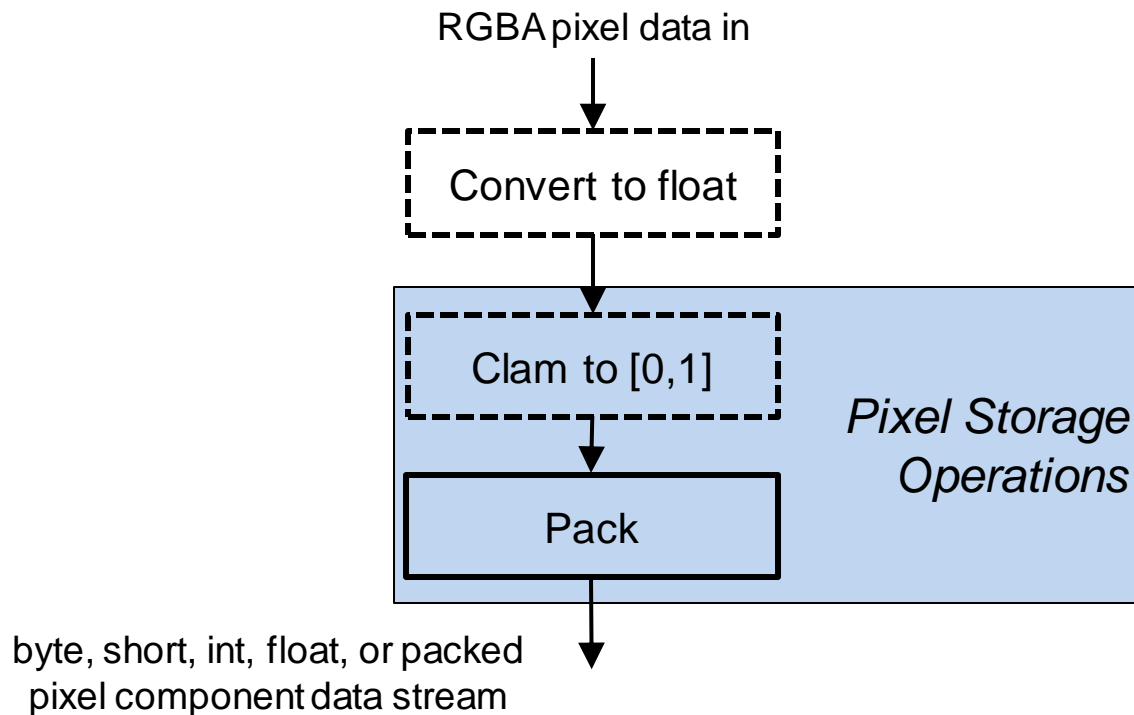 RGBA pixel data in
Convert to float
Clam to [0,1]
Pixel Storage
Operations
Pack
byte, short, int, float, or packed
pixel component data stream